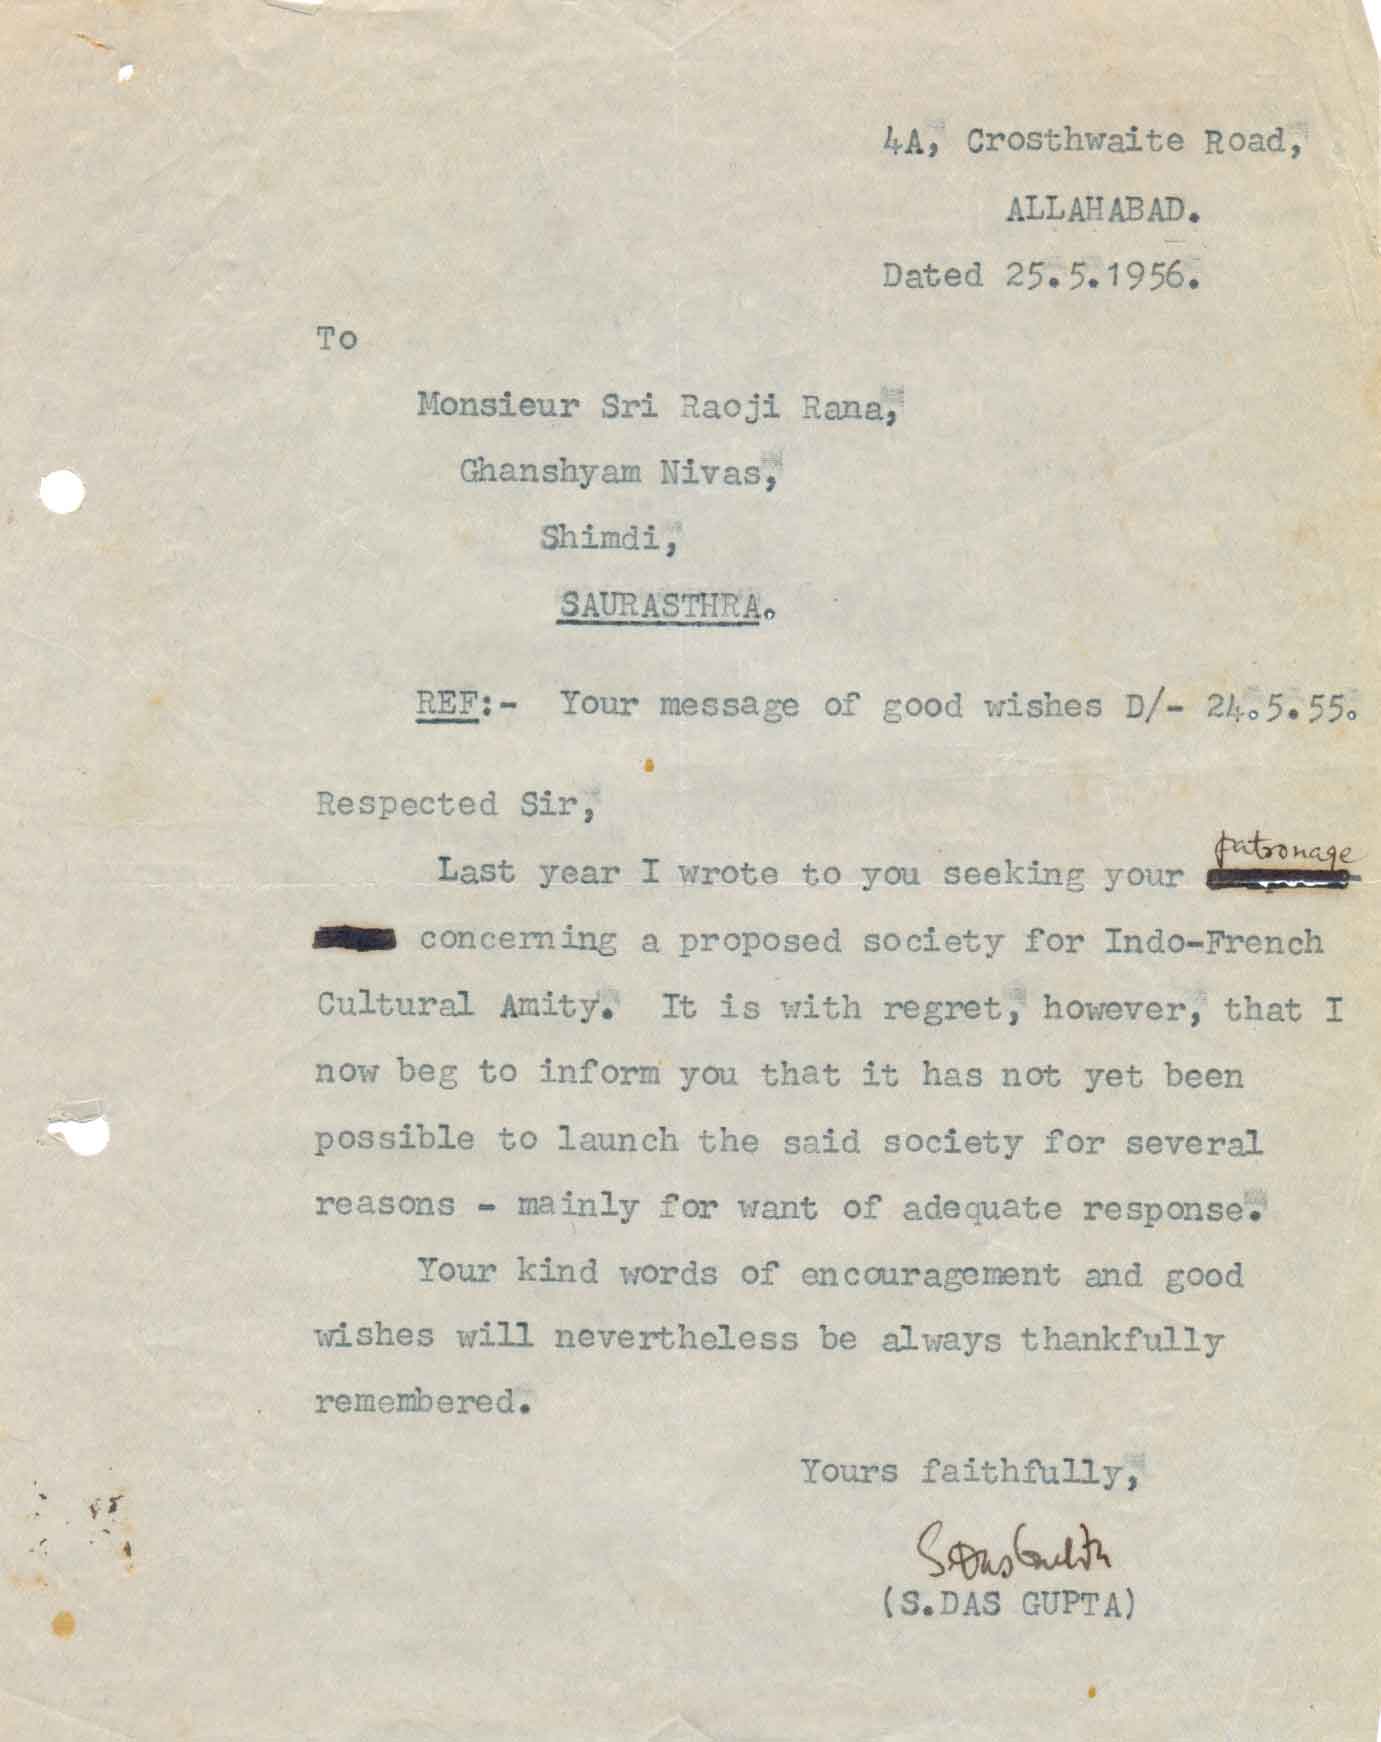 4A, Crosthwaite Road,
ALLAHABAD.
Dated 25.5.1956.
To
Monsieur Sri Raoji Rana,
Ghanshyam Nivas,
Shimdi,
SAURASTHRA.
REF:- Your message of good wishes D/- 24.5.55.
Respected Sir,
patronage
Last year I wrote to you seeking your
concerning a proposed society for Indo-French
Cultural Amity. It is with regret, however, that I
now beg to inform you that it has not yet been
possible to launch the said society for several
reasons - mainly for want of adequate response.
Your kind words of encouragement and good
wishes will nevertheless be always thankfully
remembered.
Yours faithfully,
S Das Gupta
(S.DAS GUPTA)